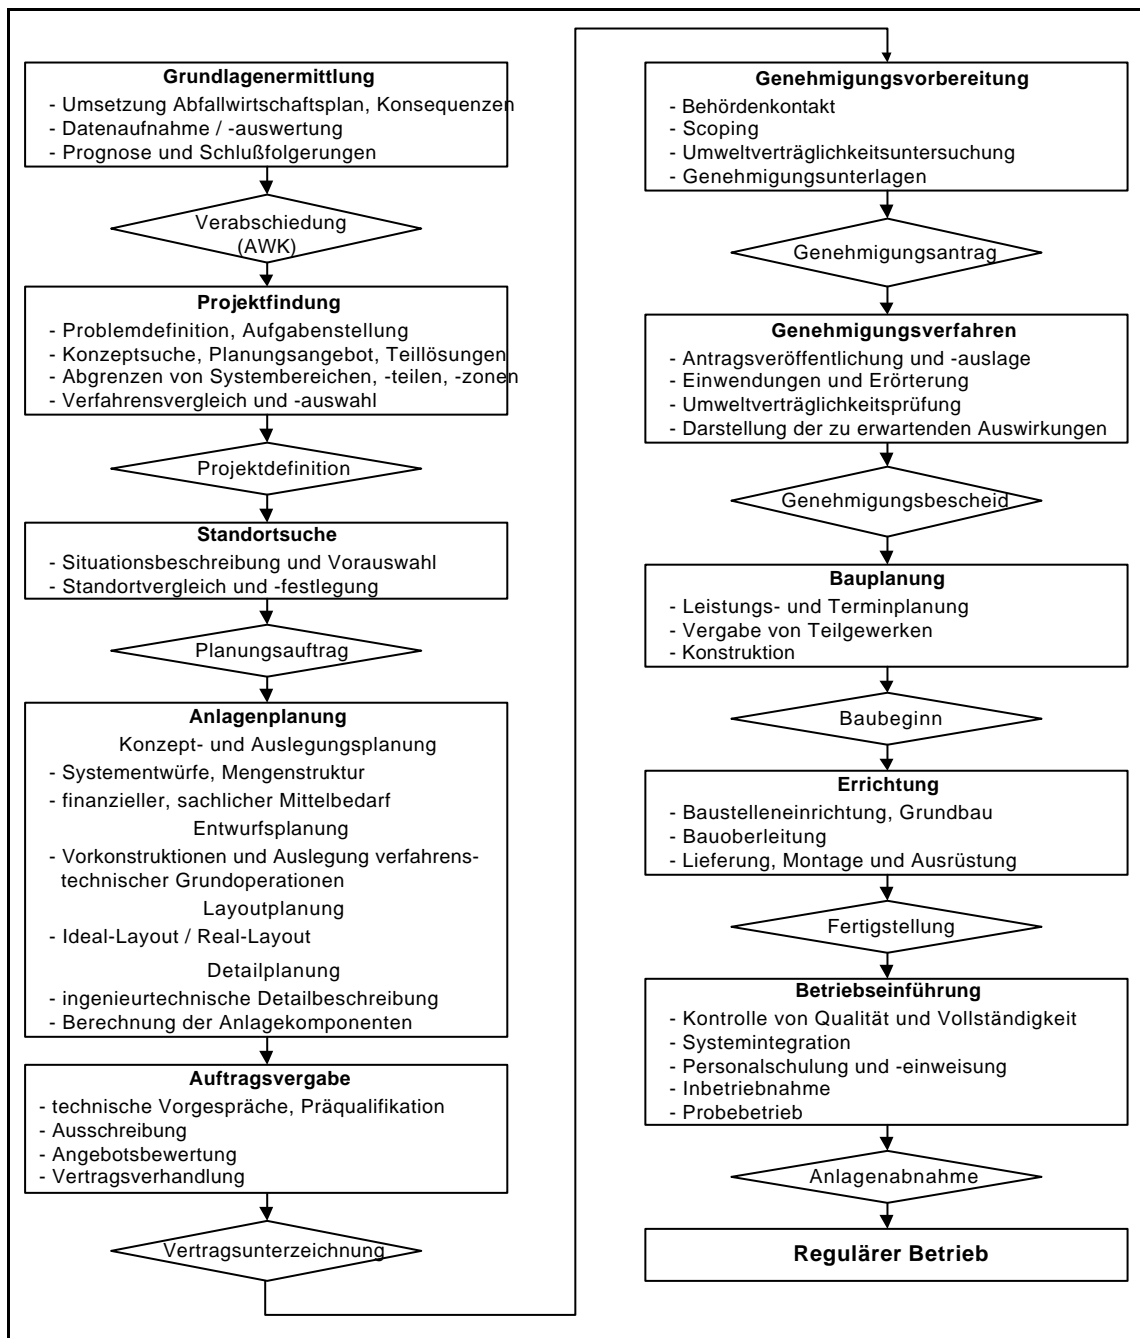 Grundlagenermittlung
- Umsetzung Abfallwirtschaftsplan, Konsequenzen
- Datenaufnahme / -auswertung
- Prognose und Schlußfolgerungen
Verabschiedung
(AWK)
Projektfindung
- Problemdefinition, Aufgabenstellung
- Konzeptsuche, Planungsangebot, Teillösungen
- Abgrenzen von Systembereichen, -teilen, -zonen
- Verfahrensvergleich und -auswahl
Projektdefinition
Standortsuche
- Situationsbeschreibung und Vorauswahl
- Standortvergleich und -festlegung
Planungsauftrag
Anlagenplanung
Konzept- und Auslegungsplanung
- Systementwürfe, Mengenstruktur
- finanzieller, sachlicher Mittelbedarf
Entwurfsplanung
- Vorkonstruktionen und Auslegung verfahrens-
technischer Grundoperationen
Layoutplanung
- Ideal-Layout / Real-Layout
Detailplanung
- ingenieurtechnische Detailbeschreibung
- Berechnung der Anlagekomponenten
Auftragsvergabe
- technische Vorgespräche, Präqualifikation
- Ausschreibung
- Angebotsbewertung
- Vertragsverhandlung
Vertragsunterzeichnung
Genehmigungsvorbereitung
- Behördenkontakt
- Scoping
- Umweltverträglichkeitsuntersuchung
- Genehmigungsunterlagen
Genehmigungsantrag
Genehmigungsverfahren
- Antragsveröffentlichung und -auslage
- Einwendungen und Erörterung
- Umweltverträglichkeitsprüfung
- Darstellung der zu erwartenden Auswirkungen
Genehmigungsbescheid
Bauplanung
- Leistungs- und Terminplanung
- Vergabe von Teilgewerken
- Konstruktion
Baubeginn
Errichtung
- Baustelleneinrichtung, Grundbau
- Bauoberleitung
- Lieferung, Montage und Ausrüstung
Fertigstellung
Betriebseinführung
- Kontrolle von Qualität und Vollständigkeit
- Systemintegration
- Personalschulung und -einweisung
- Inbetriebnahme
- Probebetrieb
Anlagenabnahme
Regulärer Betrieb